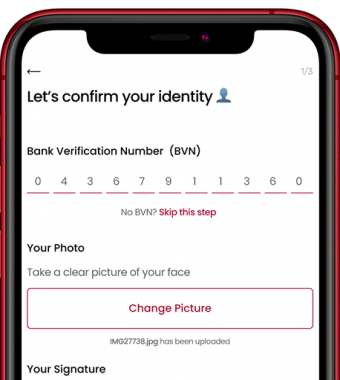 1/3
Let's confirm your identity
Bank Verification Number (BVN)
0 4 3 6 7 9 1 1 3 6 0
No BVN? Skip this step
Your Photo
Take a clear picture of your face
Change Picture
IMG27738.jpg has been uploaded
Your Signature